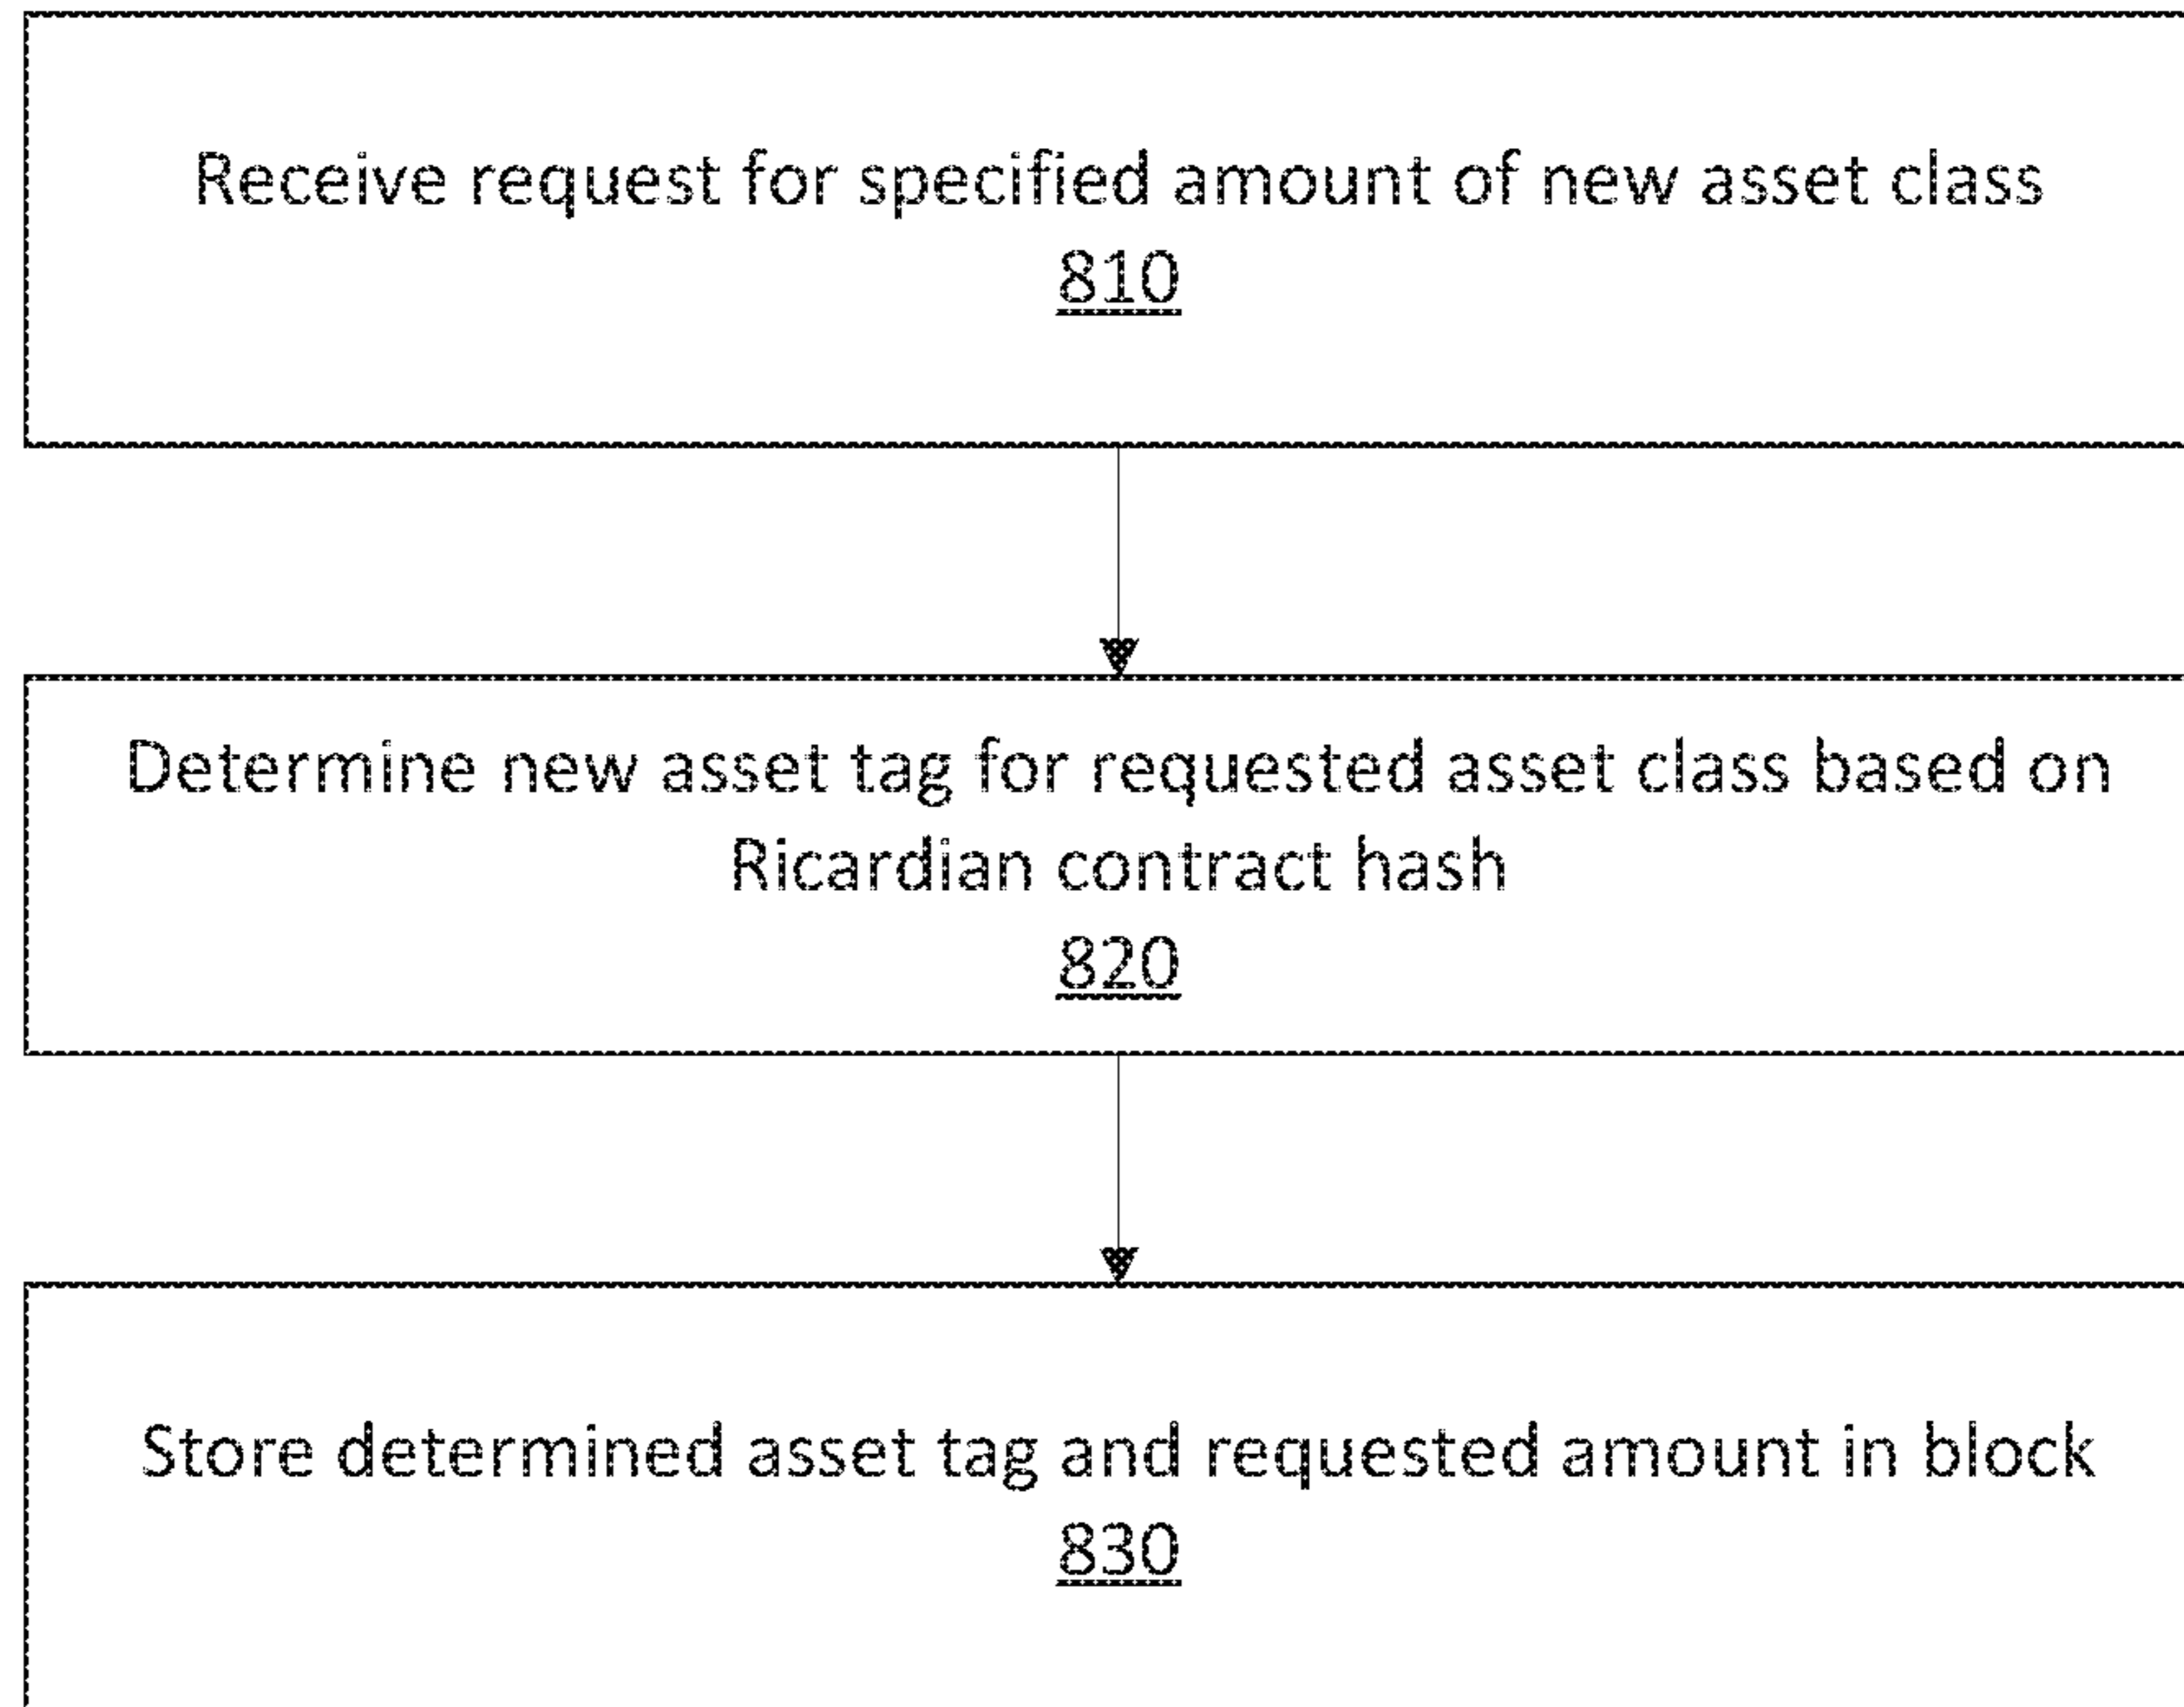 Receive request for specified amount of new asset class
810
Determine new asset tag for requested asset class based on
Ricardian contract hash
820
Store determined asset tag and requested amount in block
830